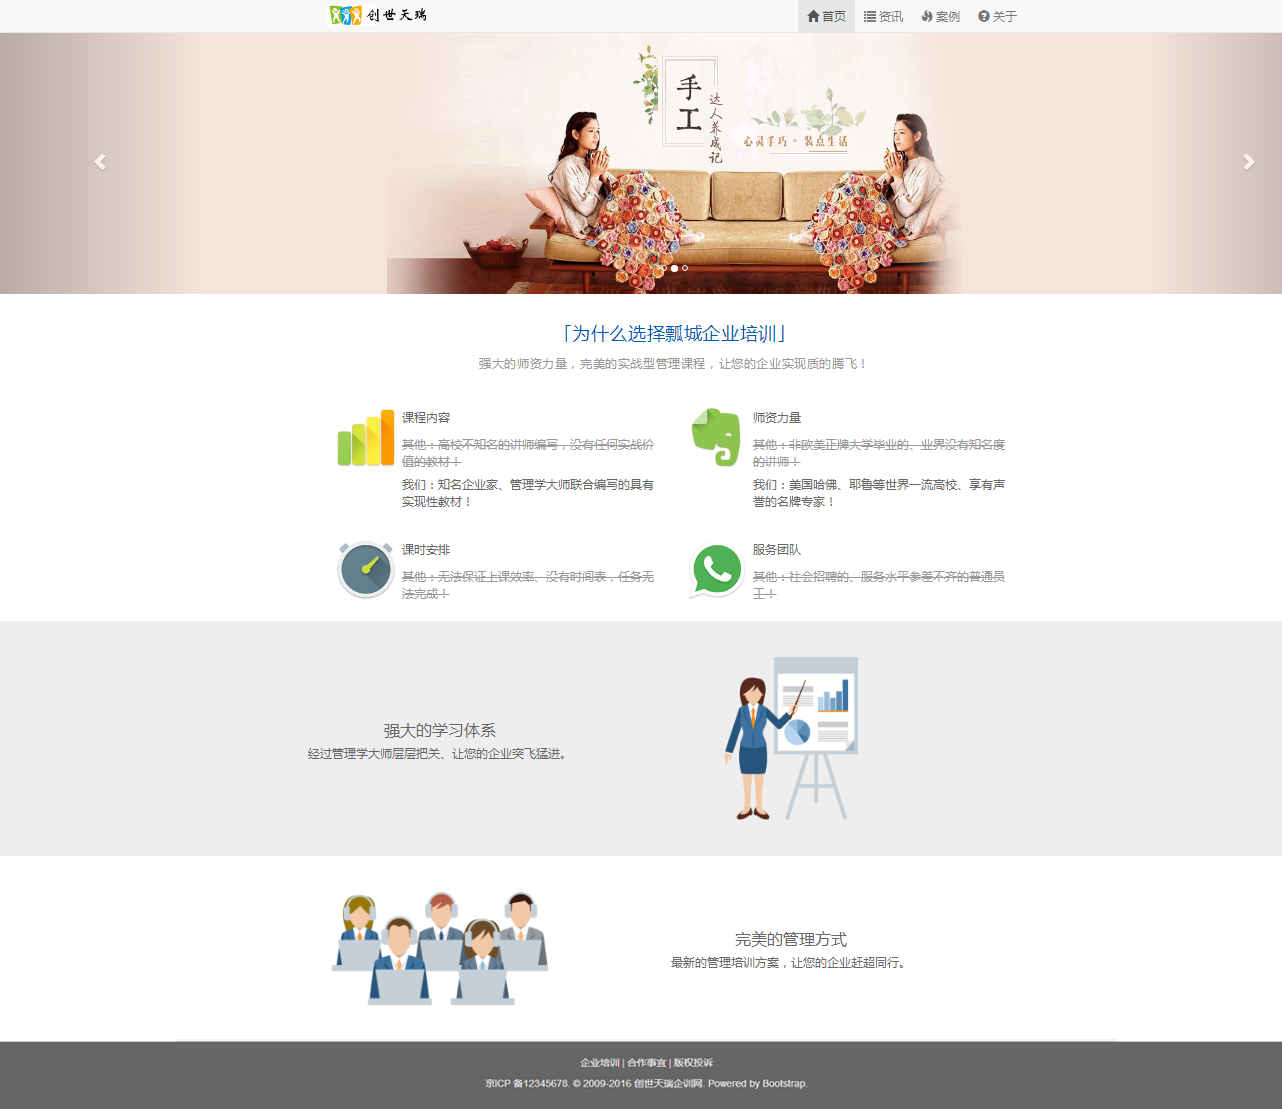 创世天瑞
首页 资讯 案例 关于
手工
达人养成记
心灵手巧 装点生活
「为什么选择瓢城企业培训」
强大的师资力量，完美的实战型管理课程，让您的企业实现质的腾飞！
课程内容
其他：高校不知名的讲师编写，没有任何实战价
值的教材！
我们：知名企业家、管理学大师联合编写的具有
实现性教材！
师资力量
其他：非欧美正牌大学毕业的、业界没有知名度
的讲师！
我们：美国哈佛、耶鲁等世界一流高校、享有声
誉的名牌专家！
课时安排
其他：无法保证上课效率、没有时间表，任务无
法完成！
服务团队
其他：社会招聘的、服务水平参差不齐的普通员
工！
强大的学习体系
经过管理学大师层层把关、让您的企业突飞猛进。
完美的管理方式
最新的管理培训方案，让您的企业赶超同行。
企业培训 | 合作事宜 | 版权投诉
京ICP 备12345678. © 2009-2016 创世天瑞企训网. Powered by Bootstrap.